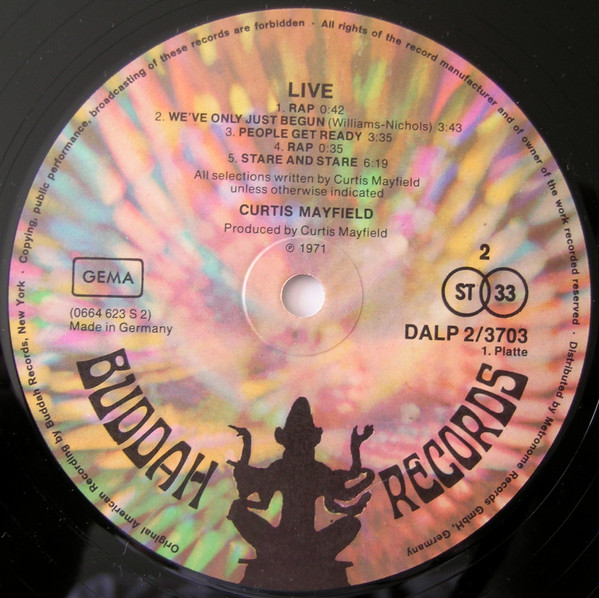 Original American Recording by Buddah Records, New York · Copying, public performance, broadcasting of these records are forbidden · All rights of the record manufacturer and of owner of the work recorded reserved · Distributed by Metronome Records GmbH, Germany
LIVE
1. RAP 0:42
2. WE'VE ONLY JUST BEGUN (Williams-Nichols) 3:43
3. PEOPLE GET READY 3:35
4. RAP 0:35
5. STARE AND STARE 6:19
All selections written by Curtis Mayfield
unless otherwise indicated
CURTIS MAYFIELD
Produced by Curtis Mayfield
℗ 1971
GEMA
(0664 623 S 2)
Made in Germany
2
ST 33
DALP 2/3703
1. Platte
BUDDAH RECORDS